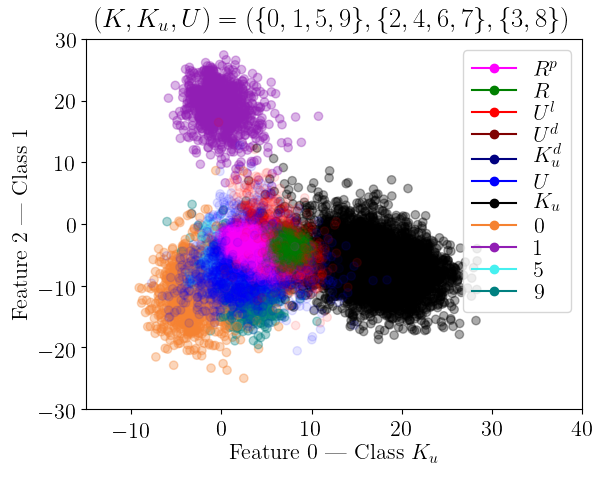 (K, K_u, U) = ({0, 1, 5, 9}, {2, 4, 6, 7}, {3, 8})
30
20
10
0
−10
−20
−30
Feature 2 — Class 1
−10
0
10
20
30
40
Feature 0 — Class K_u
R^p
R
U^l
U^d
K_u^d
U
K_u
0
1
5
9